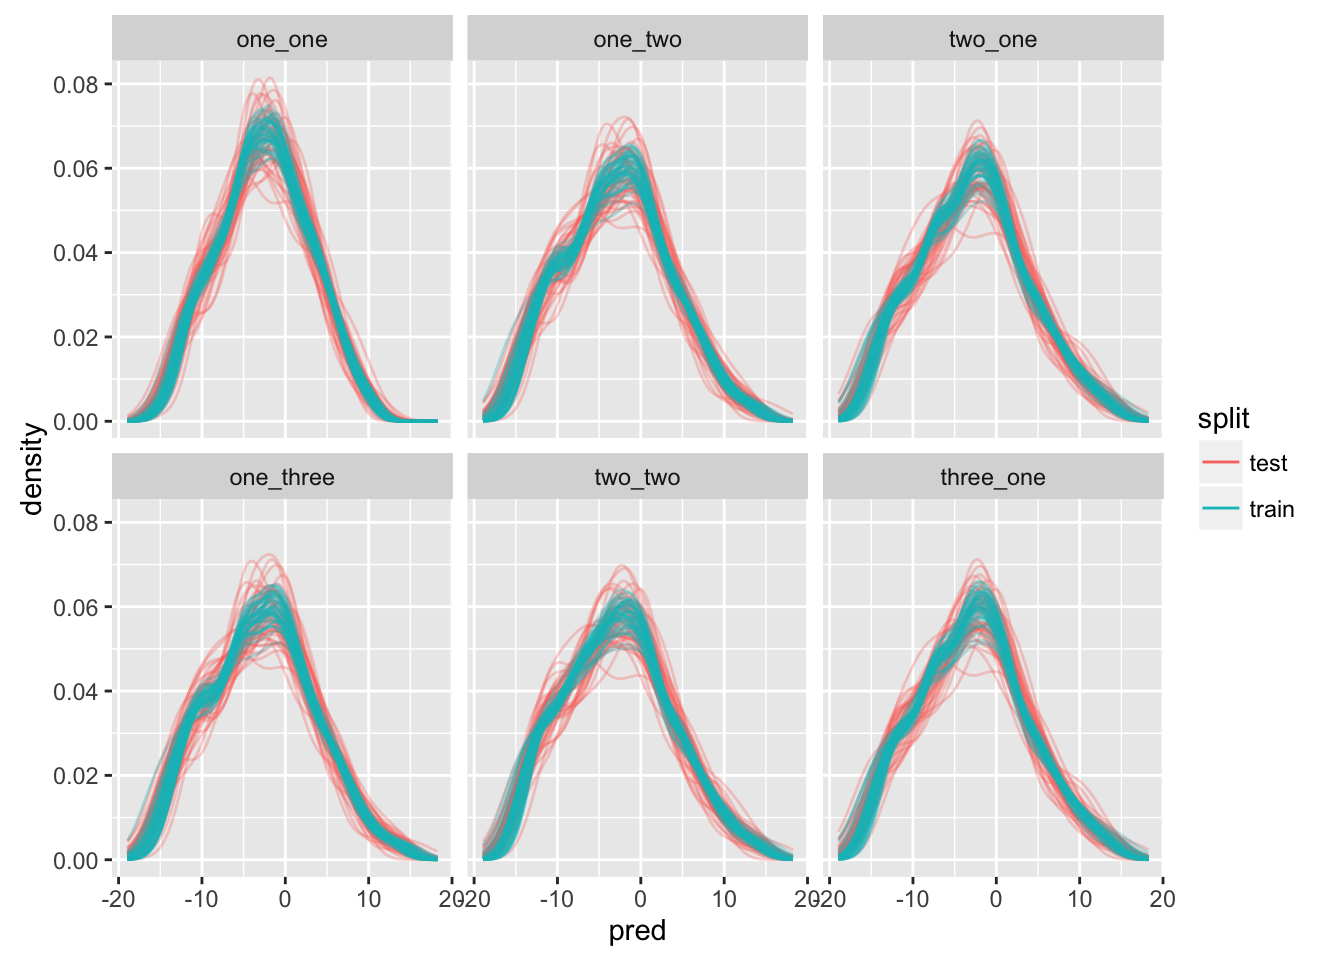 one_one one_two two_one
0.08
0.06
0.04
0.02
0.00
one_three two_two three_one
0.08
0.06
0.04
0.02
0.00
-20 -10 0 10 20 -20 -10 0 10 20 -20 -10 0 10 20
pred
density
split
test
train